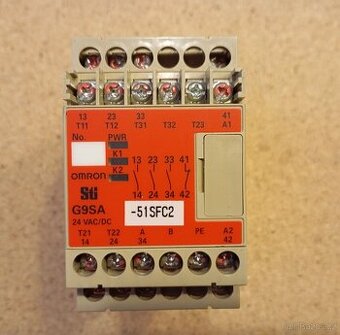 13 23 33 41
T11 T12 T31 T32 T23 A1
No. PWR
K1
K2
OMRON
STI
13 23 33 41
14 24 34 42
G9SA
24 VAC/DC
-51SFC2
T21 T22 A B PE A2
14 24 34 42